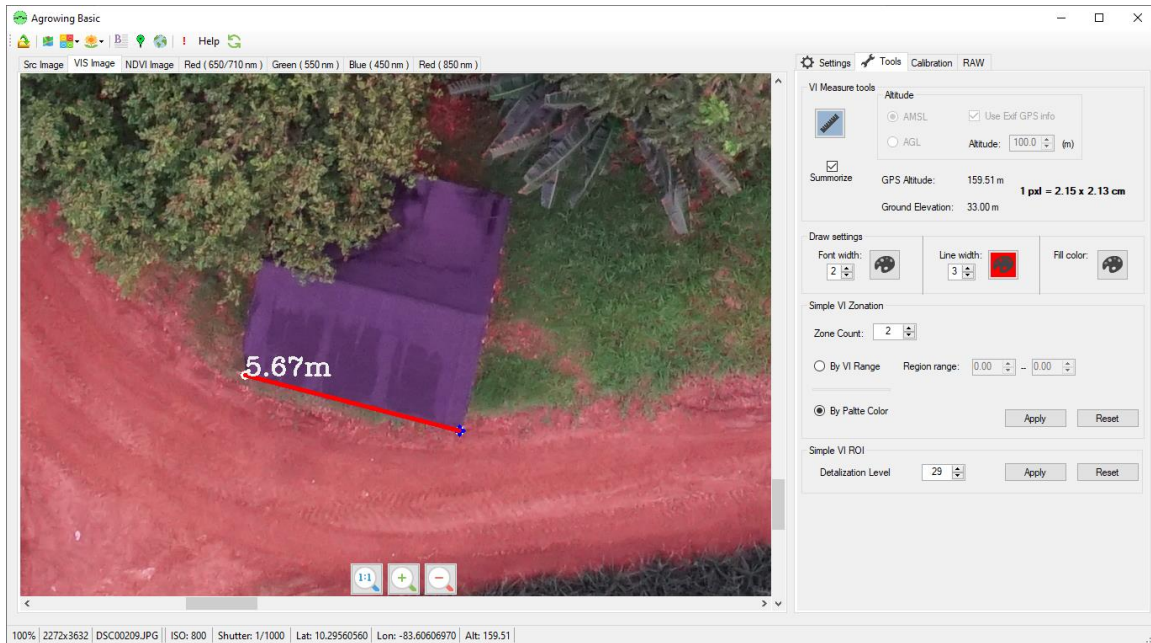 Agrowing Basic
Help
Src Image VIS Image NDVI Image Red ( 650/710 nm ) Green ( 550 nm ) Blue ( 450 nm ) Red ( 850 nm )
Settings Tools Calibration RAW
VI Measure tools
Altitude
AMSL Use Exif GPS info
AGL Altitude: 100.0 (m)
Summorize
GPS Altitude: 159.51 m
1 pxl = 2.15 x 2.13 cm
Ground Elevation: 33.00 m
Draw settings
Font width: Line width: Fill color:
2 3
Simple VI Zonation
Zone Count: 2
By VI Range Region range: 0.00 - 0.00
By Paltte Color Apply Reset
Simple VI ROI
Detalization Level 29 Apply Reset
5.67m
1:1
100% 2272x3632 DSC00209.JPG ISO: 800 Shutter: 1/1000 Lat: 10.29560560 Lon: -83.60606970 Alt: 159.51